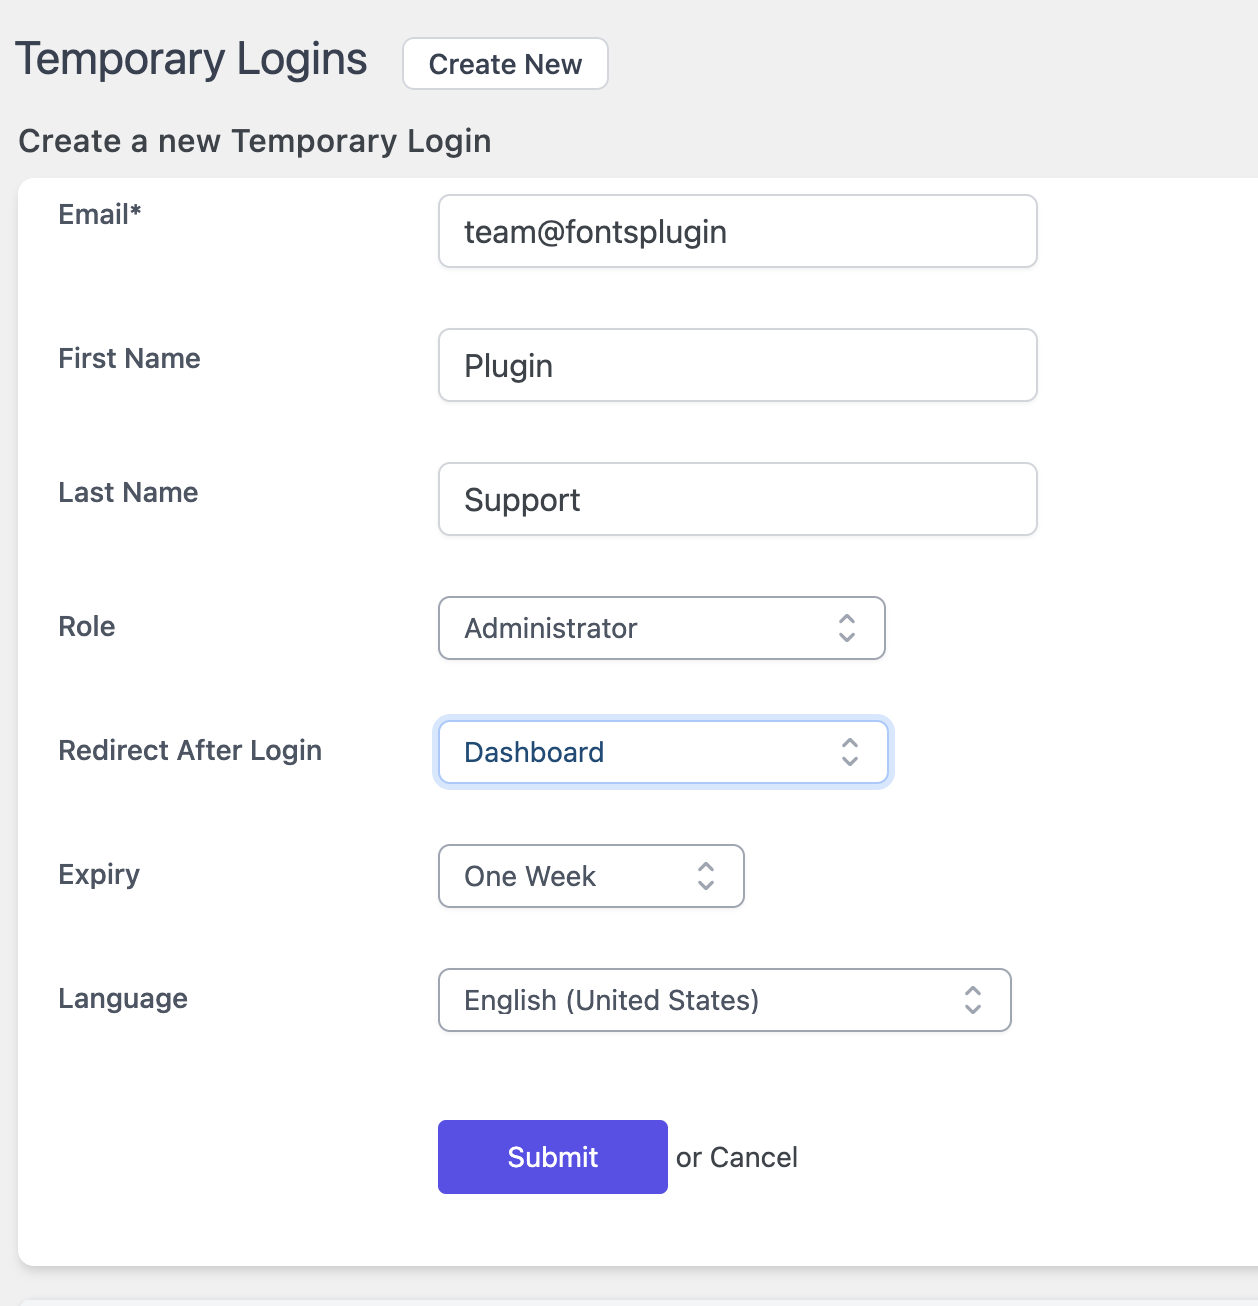 Temporary Logins
Create New
Create a new Temporary Login
Email*
team@fontsplugin
First Name
Plugin
Last Name
Support
Role
Administrator
Redirect After Login
Dashboard
Expiry
One Week
Language
English (United States)
Submit or Cancel